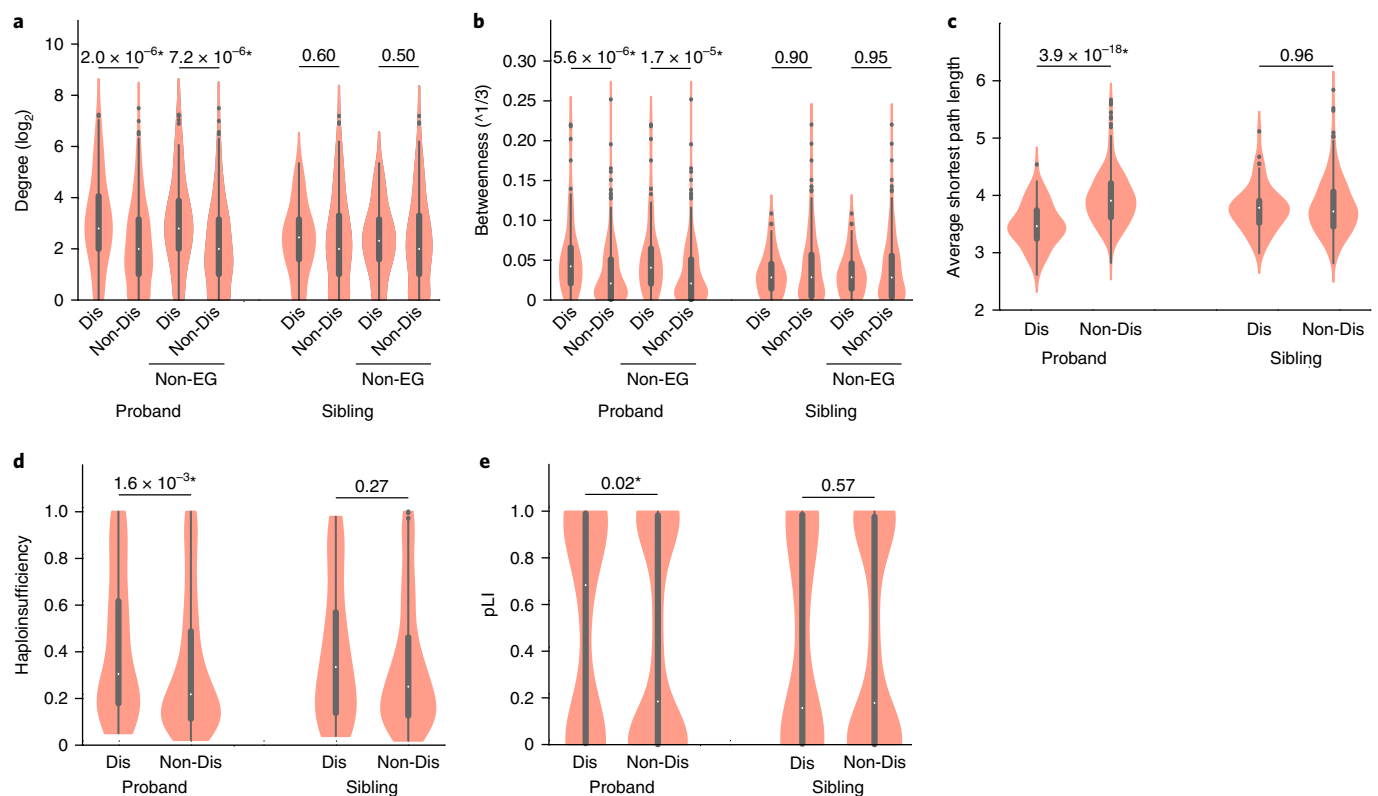 a
2.0 × 10⁻⁶* 7.2 × 10⁻⁶* 0.60 0.50
Degree (log₂)
10
8
6
4
2
0
Dis Non-Dis Dis Non-Dis Dis Non-Dis Dis Non-Dis
Non-EG Non-EG
Proband Sibling
b
5.6 × 10⁻⁶* 1.7 × 10⁻⁵* 0.90 0.95
Betweenness (^1/3)
0.30
0.25
0.20
0.15
0.10
0.05
0
Dis Non-Dis Dis Non-Dis Dis Non-Dis Dis Non-Dis
Non-EG Non-EG
Proband Sibling
c
3.9 × 10⁻¹⁸* 0.96
Average shortest path length
6
5
4
3
2
Dis Non-Dis Dis Non-Dis
Proband Sibling
d
1.6 × 10⁻³* 0.27
Haploinsufficiency
1.0
0.8
0.6
0.4
0.2
0
Dis Non-Dis Dis Non-Dis
Proband Sibling
e
0.02* 0.57
pLI
1.0
0.8
0.6
0.4
0.2
0
Dis Non-Dis Dis Non-Dis
Proband Sibling